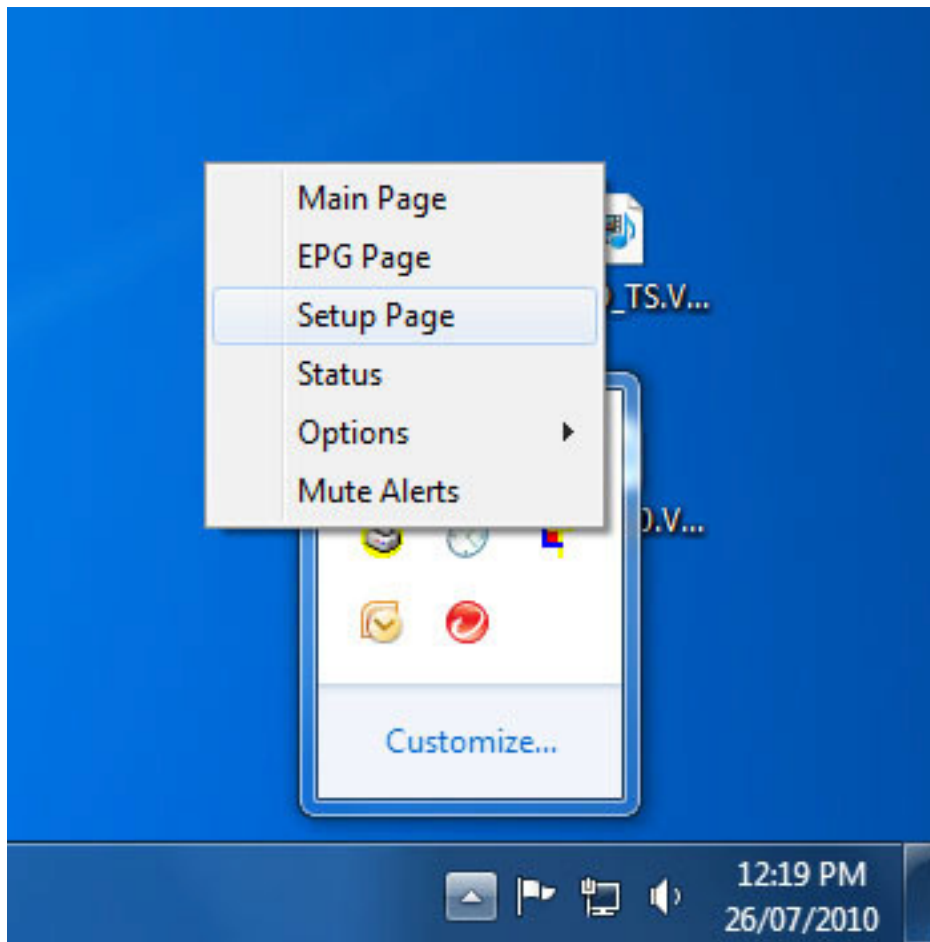 Main Page
EPG Page
Setup Page
Status
Options
Mute Alerts
_TS.V...
.V...
Customize...
12:19 PM
26/07/2010